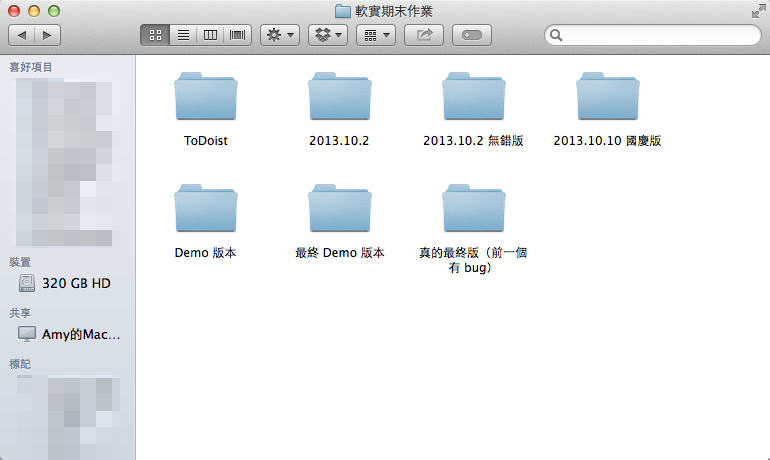 軟實期末作業
喜好項目
裝置
320 GB HD
共享
Amy的Mac...
標記
ToDoist
2013.10.2
2013.10.2 無錯版
2013.10.10 國慶版
Demo 版本
最終 Demo 版本
真的最終版（前一個
有 bug）